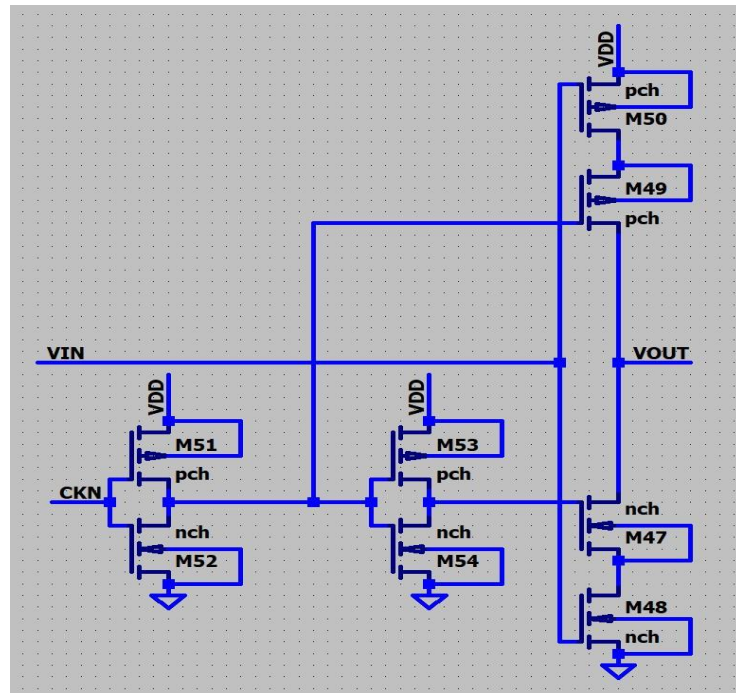 VDD
pch
M50
M49
pch
VIN
VOUT
VDD
VDD
M51
pch
M53
pch
CKN
nch
M52
nch
M54
nch
M47
M48
nch